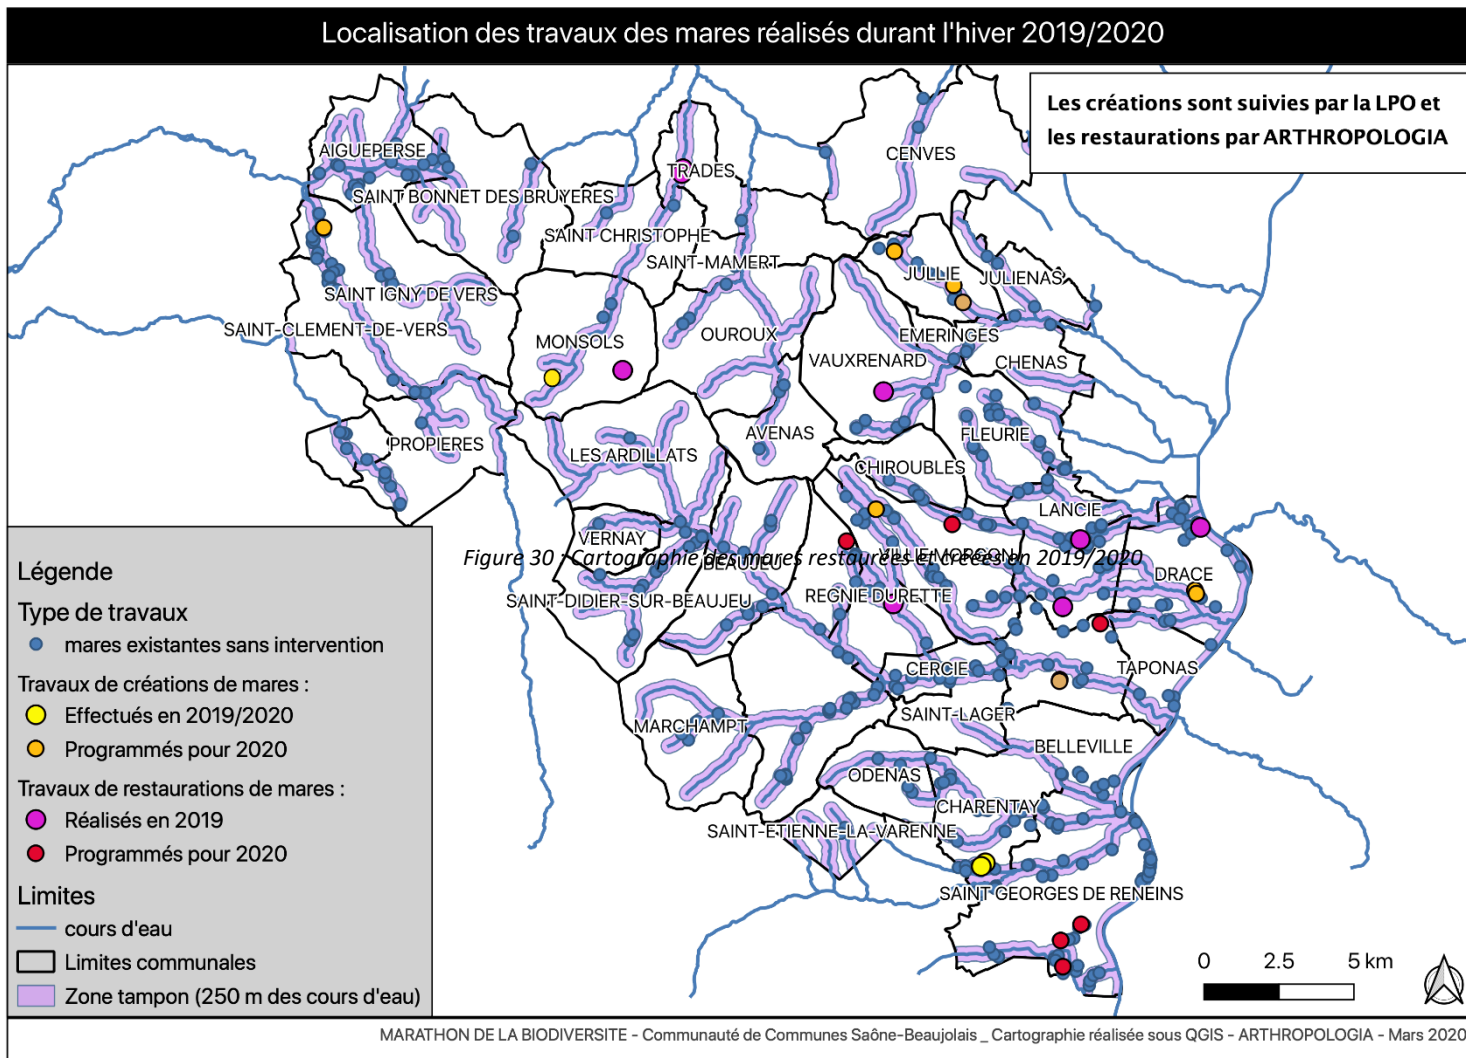 Localisation des travaux des mares réalisés durant l'hiver 2019/2020
Les créations sont suivies par la LPO et
les restaurations par ARTHROPOLOGIA
AIGUEPERSE
TRADES
CENVES
SAINT BONNET DES BRUYERES
SAINT CHRISTOPHE
SAINT-MAMERT
JULLIE
JULIENAS
SAINT IGNY DE VERS
SAINT-CLEMENT-DE-VERS
MONSOLS
OUROUX
EMERINGES
VAUXRENARD
CHENAS
PROPIERES
AVENAS
FLEURIE
LES ARDILLATS
CHIROUBLES
LANCIE
VERNAY
Figure 30 : Cartographie des mares restaurées et créées en 2019/2020
VILLIE-MORGON
BEAUJEU
DRACE
SAINT-DIDIER-SUR-BEAUJEU
REGNIE DURETTE
CERCIE
TAPONAS
MARCHAMPT
SAINT-LAGER
BELLEVILLE
ODENAS
CHARENTAY
SAINT-ETIENNE-LA-VARENNE
SAINT GEORGES DE RENEINS
Légende
Type de travaux
mares existantes sans intervention
Travaux de créations de mares :
Effectués en 2019/2020
Programmés pour 2020
Travaux de restaurations de mares :
Réalisés en 2019
Programmés pour 2020
Limites
cours d'eau
Limites communales
Zone tampon (250 m des cours d'eau)
0 2.5 5 km
MARATHON DE LA BIODIVERSITE - Communauté de Communes Saône-Beaujolais _ Cartographie réalisée sous QGIS - ARTHROPOLOGIA - Mars 2020